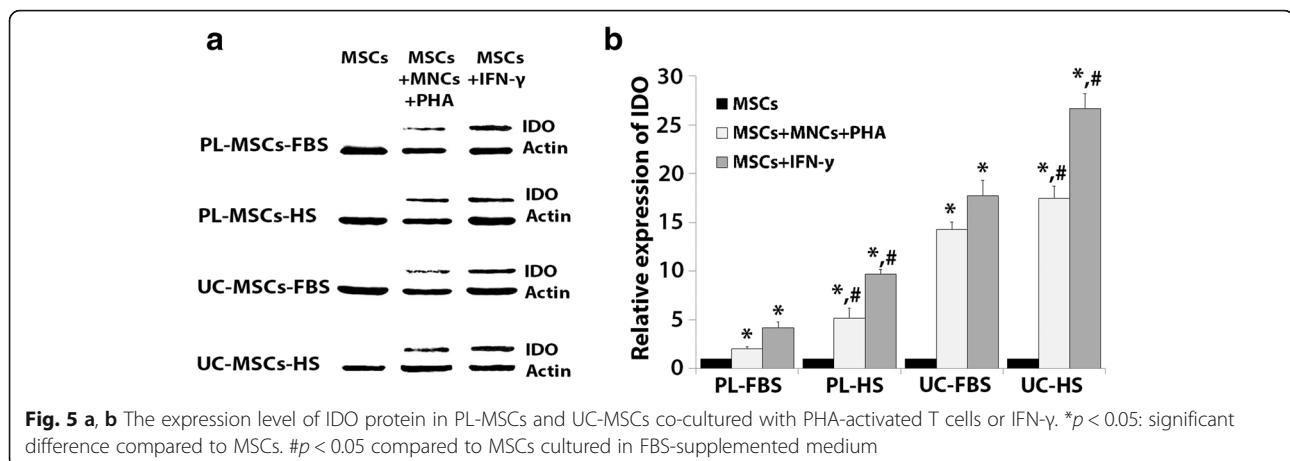 a
MSCs MSCs MSCs
+MNCs +IFN-γ
+PHA
PL-MSCs-FBS
IDO
Actin
PL-MSCs-HS
IDO
Actin
UC-MSCs-FBS
IDO
Actin
UC-MSCs-HS
IDO
Actin
b
Relative expression of IDO
30
25
20
15
10
5
0
MSCs
MSCs+MNCs+PHA
MSCs+IFN-y
* *
*,# *,#
* *
*,# *,#
PL-FBS PL-HS UC-FBS UC-HS
Fig. 5 a, b The expression level of IDO protein in PL-MSCs and UC-MSCs co-cultured with PHA-activated T cells or IFN-γ. *p < 0.05: significant
difference compared to MSCs. #p < 0.05 compared to MSCs cultured in FBS-supplemented medium